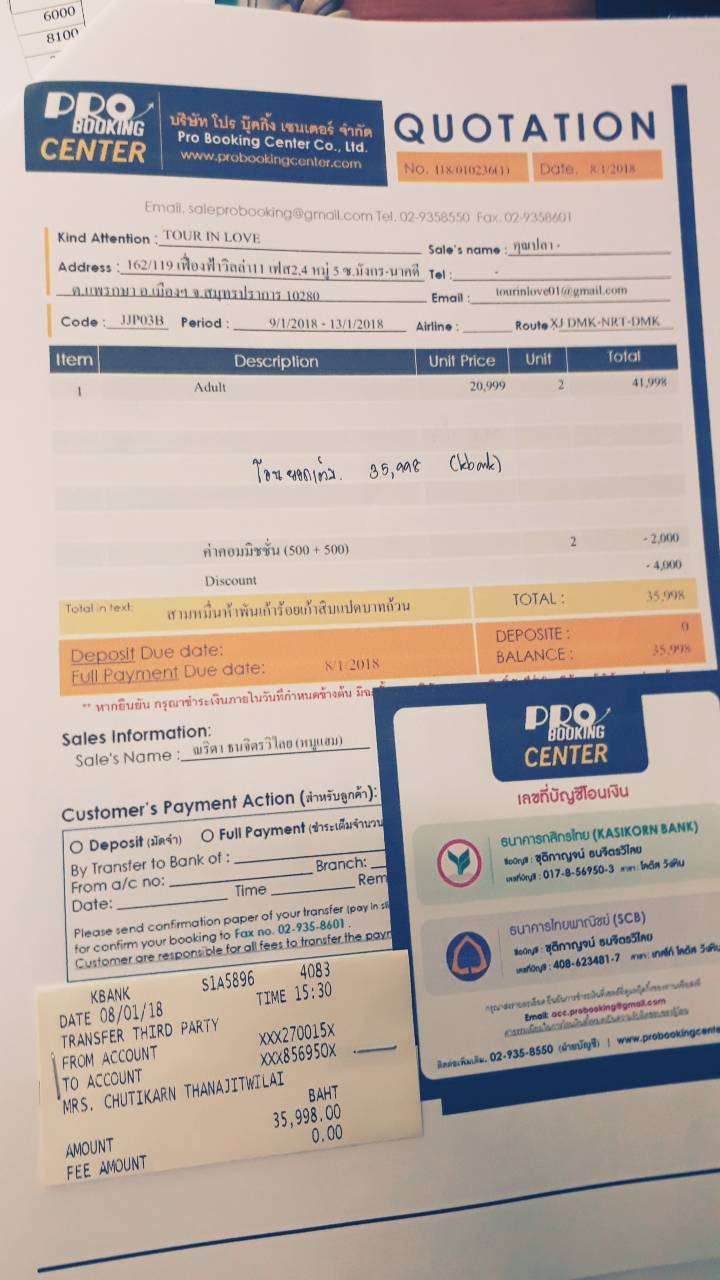 6000
8100
PRO
BOOKING
CENTER
บริษัท โปร บุ๊คกิ้ง เซนเตอร์ จำกัด
Pro Booking Center Co., Ltd.
www.probookingcenter.com
QUOTATION
No. 118/010236(1) Date. 8/1/2018
Email. saleprobooking@gmail.com Tel. 02-9358550 Fax. 02-9358601
Kind Attention : TOUR IN LOVE Sale's name : คุณปลา -
Address : 162/119 เฟื่องฟ้าวิลล่า11 เฟส2,4 หมู่ 5 ซ.มังกร-นาคดี Tel : -
ต.แพรกษา อ.เมืองฯ จ.สมุทรปราการ 10280 Email : tourinlove01@gmail.com
Code : JJP03B Period : 9/1/2018 - 13/1/2018 Airline : Route XJ DMK-NRT-DMK
Item Description Unit Price Unit Total
1 Adult 20,999 2 41,998
โอนยอดเต็ม. 35,998 (kbank)
ค่าคอมมิชชั่น (500 + 500) 2 - 2,000
Discount - 4,000
Total in text: สามหมื่นห้าพันเก้าร้อยเก้าสิบแปดบาทถ้วน TOTAL : 35,998
Deposit Due date: DEPOSITE : 0
Full Payment Due date: 8/1/2018 BALANCE : 35,998
** หากยืนยัน กรุณาชำระเงินภายในวันที่กำหนดข้างต้น
Sales Information:
Sale's Name : ณริดา ธนจิตรวิไลย (หมูแฮม)
Customer's Payment Action (สำหรับลูกค้า):
Deposit (มัดจำ) Full Payment (ชำระเต็มจำนวน
By Transfer to Bank of :
From a/c no: Branch:
Date: Time Rem
Please send confirmation paper of your transfer (pay in sli
for confirm your booking to Fax no. 02-935-8601 .
Customer are responsible for all fees to transfer the paym
PRO
BOOKING
CENTER
เลขที่บัญชีโอนเงิน
ธนาคารกสิกรไทย (KASIKORN BANK)
ชื่อบัญชี : ชุติกาญจน์ ธนจิตรวิไลย
เลขที่บัญชี : 017-8-56950-3 สาขา : โลตัส วังหิน
ธนาคารไทยพาณิชย์ (SCB)
ชื่อบัญชี : ชุติกาญจน์ ธนจิตรวิไลย
เลขที่บัญชี : 408-623481-7 สาขา : เทสโก้ โลตัส วังหิน
Email: acc.probooking@gmail.com
ติดต่อเพิ่มเติม. 02-935-8550 (ฝ่ายบัญชี) | www.probookingcente
KBANK S1A5896 4083
DATE 08/01/18 TIME 15:30
TRANSFER THIRD PARTY
FROM ACCOUNT XXX270015X
TO ACCOUNT XXX856950X
MRS. CHUTIKARN THANAJITWILAI
BAHT
AMOUNT 35,998.00
FEE AMOUNT 0.00